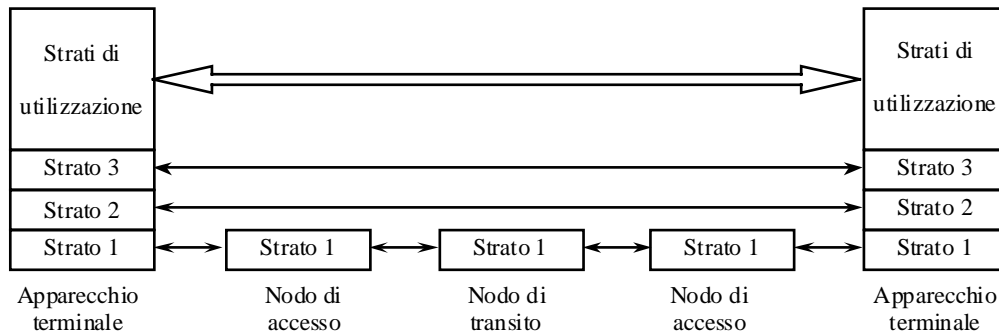 Strati di
utilizzazione
Strati di
utilizzazione
Strato 3
Strato 3
Strato 2
Strato 2
Strato 1
Strato 1
Strato 1
Strato 1
Strato 1
Apparecchio
terminale
Nodo di
accesso
Nodo di
transito
Nodo di
accesso
Apparecchio
terminale